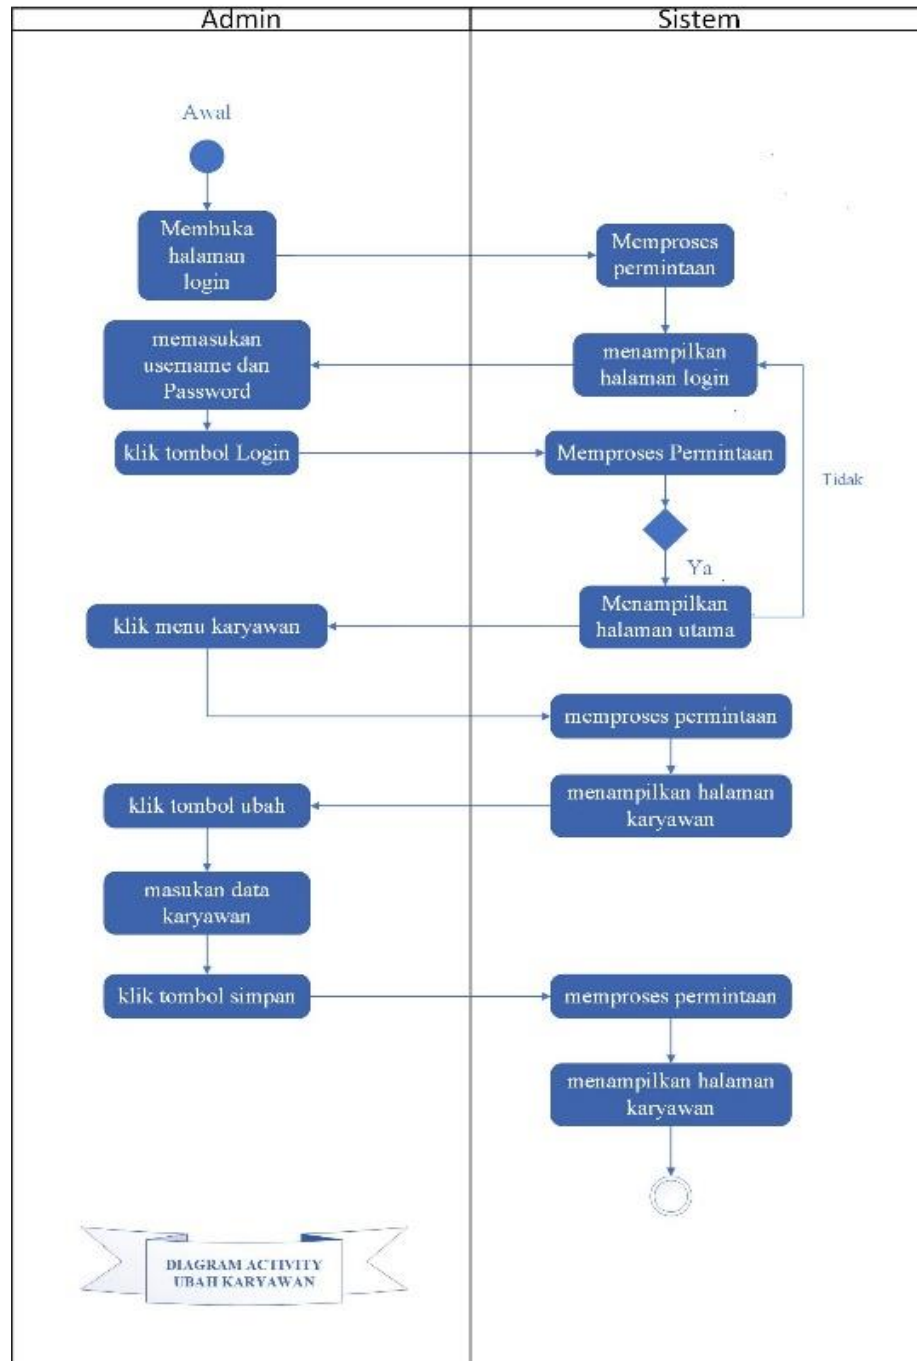 Admin
Sistem
Awal
Membuka
halaman
login
Memproses
permintaan
memasukan
username dan
Password
menampilkan
halaman login
klik tombol Login
Memproses Permintaan
Tidak
Ya
Menampilkan
halaman utama
klik menu karyawan
memproses permintaan
menampilkan halaman
karyawan
klik tombol ubah
masukan data
karyawan
klik tombol simpan
memproses permintaan
menampilkan halaman
karyawan
DIAGRAM ACTIVITY
UBAH KARYAWAN